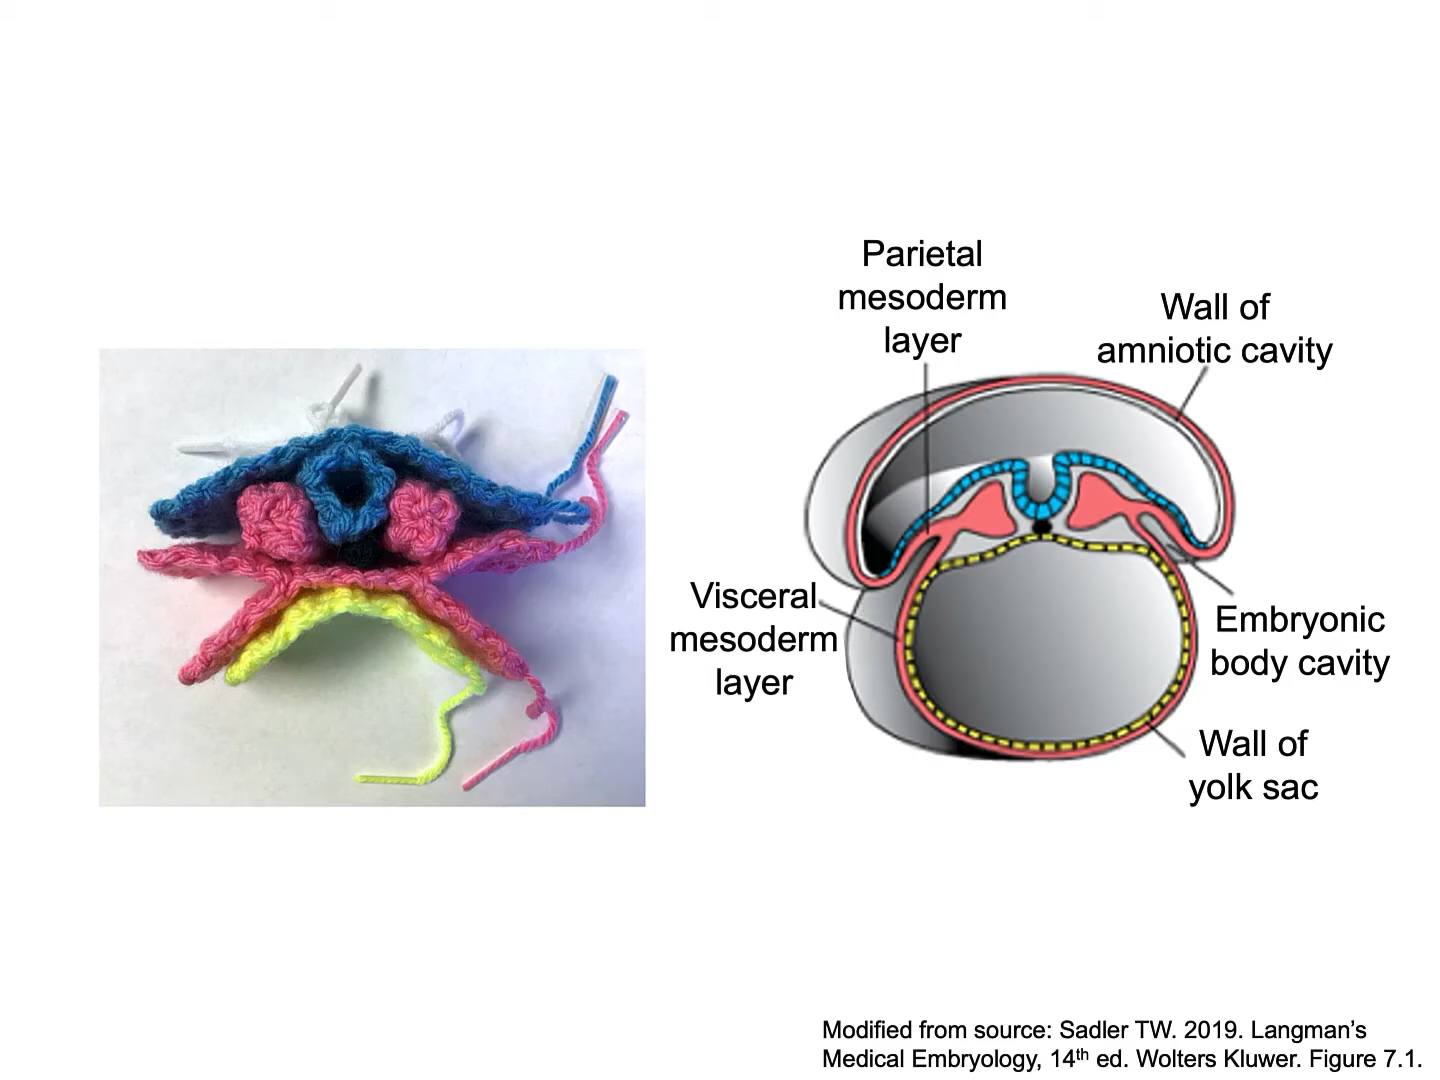 Parietal
mesoderm
layer
Wall of
amniotic cavity
Visceral
mesoderm
layer
Embryonic
body cavity
Wall of
yolk sac
Modified from source: Sadler TW. 2019. Langman’s
Medical Embryology, 14th ed. Wolters Kluwer. Figure 7.1.